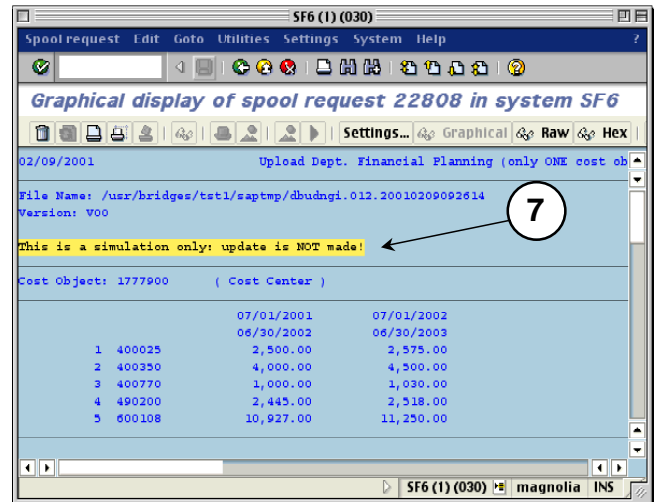 SF6 (1) (030)
Spool request Edit Goto Utilities Settings System Help ?
Graphical display of spool request 22808 in system SF6
Settings... Graphical Raw Hex
02/09/2001 Upload Dept. Financial Planning (only ONE cost ob
File Name: /usr/bridges/tst1/saptmp/dbudngi.012.20010209092614
Version: V00
7
This is a simulation only: update is NOT made!
Cost Object: 1777900 ( Cost Center )
07/01/2001 07/01/2002
06/30/2002 06/30/2003
1 400025 2,500.00 2,575.00
2 400350 4,000.00 4,500.00
3 400770 1,000.00 1,030.00
4 490200 2,445.00 2,518.00
5 600108 10,927.00 11,250.00
SF6 (1) (030) magnolia INS